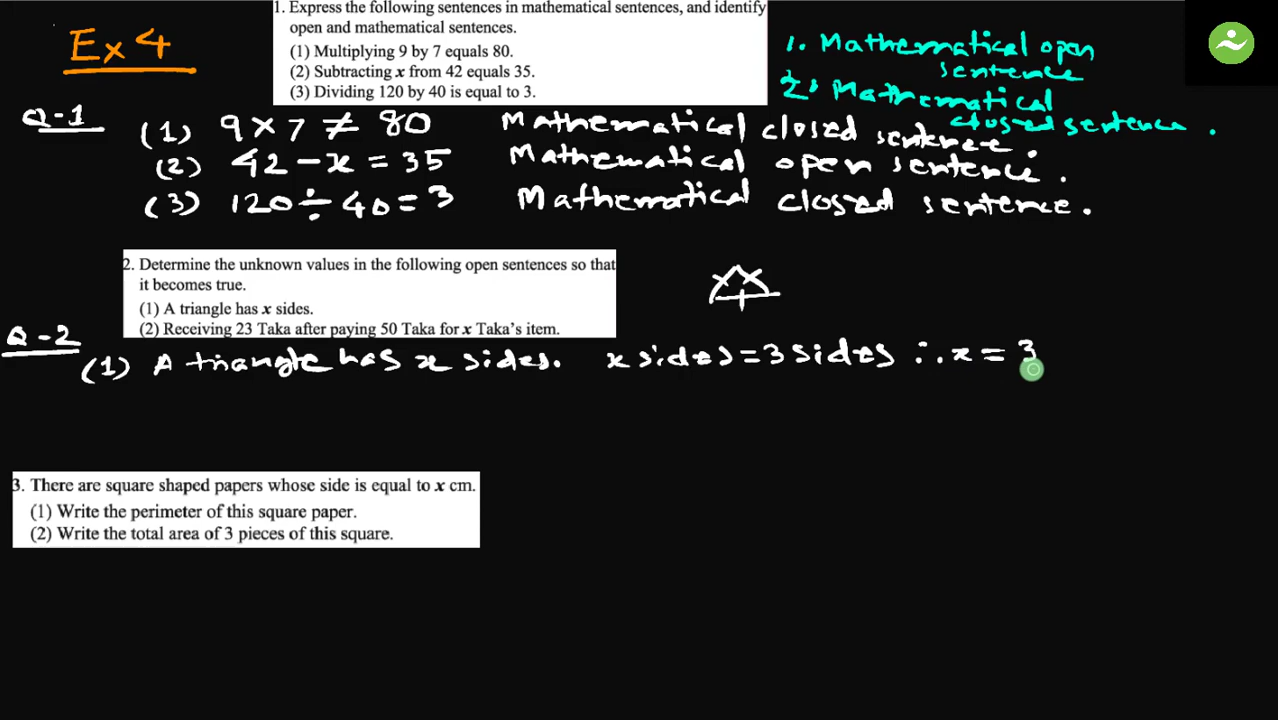 Ex 4
1. Express the following sentences in mathematical sentences, and identify
open and mathematical sentences.
(1) Multiplying 9 by 7 equals 80.
(2) Subtracting x from 42 equals 35.
(3) Dividing 120 by 40 is equal to 3.
1. Mathematical open
sentence
2. Mathematical
closed sentence.
Q-1
(1) 9 × 7 ≠ 80 Mathematical closed sentence.
(2) 42 - x = 35 Mathematical open sentence.
(3) 120 ÷ 40 = 3 Mathematical closed sentence.
2. Determine the unknown values in the following open sentences so that
it becomes true.
(1) A triangle has x sides.
(2) Receiving 23 Taka after paying 50 Taka for x Taka's item.
Q-2
(1) A triangle has x sides. x sides = 3 sides ∴ x = 3
3. There are square shaped papers whose side is equal to x cm.
(1) Write the perimeter of this square paper.
(2) Write the total area of 3 pieces of this square.